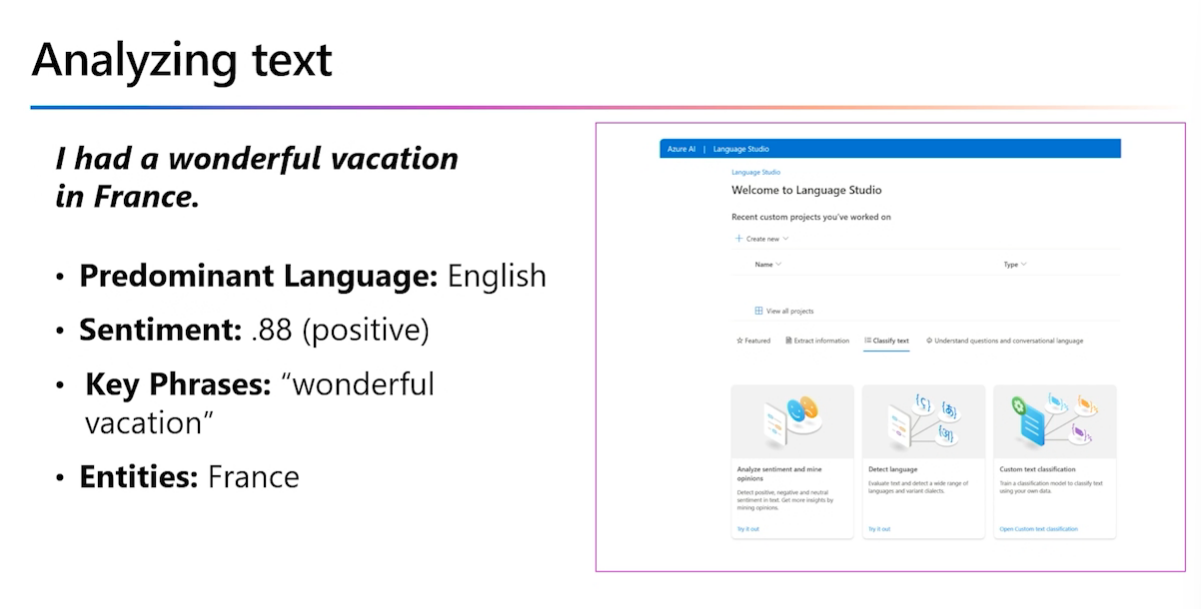 Analyzing text
I had a wonderful vacation
in France.
• Predominant Language: English
• Sentiment: .88 (positive)
• Key Phrases: “wonderful
vacation”
• Entities: France
Azure AI | Language Studio
Language Studio
Welcome to Language Studio
Recent custom projects you've worked on
+ Create new
Name
Type
View all projects
Featured
Extract information
Classify text
Understand questions and conversational language
Analyze sentiment and mine
opinions
Detect positive, negative and neutral
sentiment in text. Get more insights by
mining opinions.
Try it out
Detect language
Evaluate text and detect a wide range of
languages and variant dialects.
Try it out
Custom text classification
Train a classification model to classify text
using your own data.
Open Custom text classification